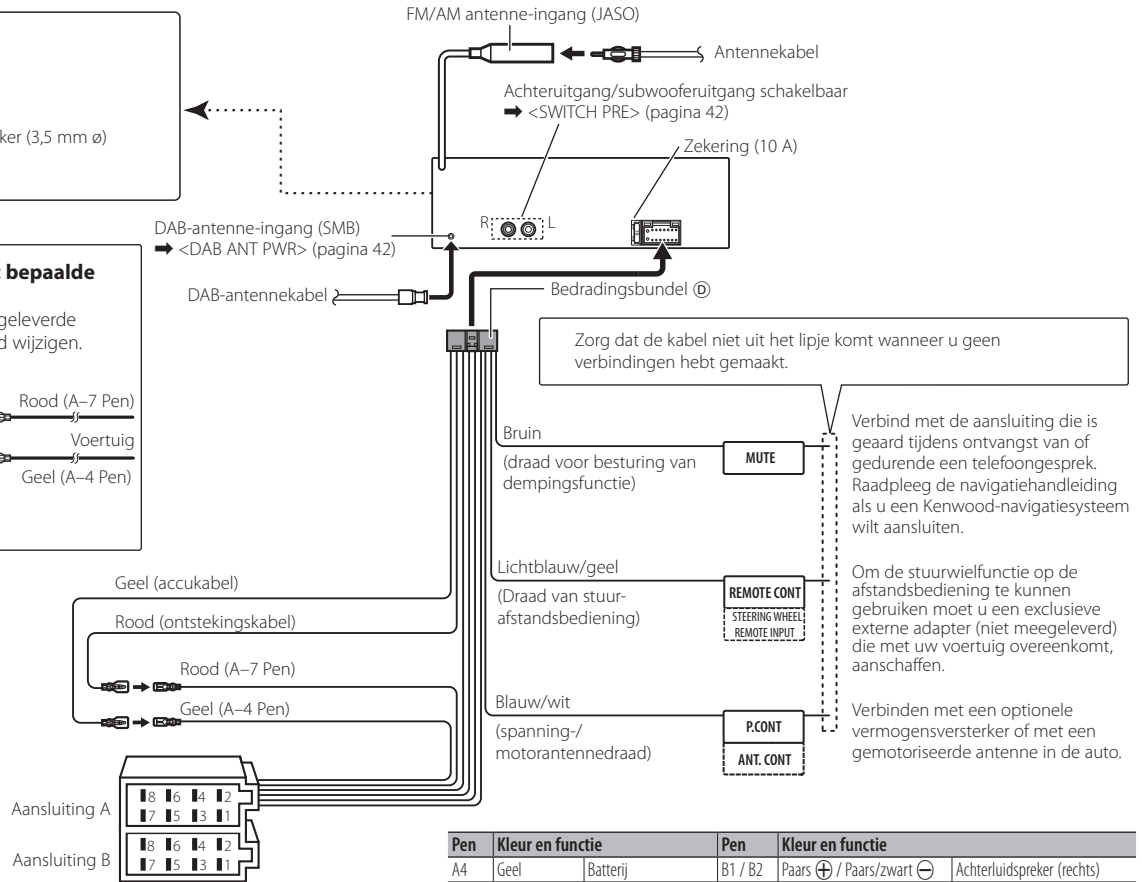 FM/AM antenne-ingang (JASO)
Antennekabel
Achteruitgang/subwooferuitgang schakelbaar
➡ <SWITCH PRE> (pagina 42)
Zekering (10 A)
(3,5 mm ø)
R
L
DAB-antenne-ingang (SMB)
➡ <DAB ANT PWR> (pagina 42)
DAB-antennekabel
Bedradingsbundel Ⓓ
bepaalde
wijzigen.
Rood (A–7 Pen)
Voertuig
Geel (A–4 Pen)
Zorg dat de kabel niet uit het lipje komt wanneer u geen
verbindingen hebt gemaakt.
Bruin
(draad voor besturing van
dempingsfunctie)
MUTE
Verbind met de aansluiting die is
geaard tijdens ontvangst van of
gedurende een telefoongesprek.
Raadpleeg de navigatiehandleiding
als u een Kenwood-navigatiesysteem
wilt aansluiten.
Lichtblauw/geel
(Draad van stuur-
afstandsbediening)
REMOTE CONT
STEERING WHEEL
REMOTE INPUT
Om de stuurwielfunctie op de
afstandsbediening te kunnen
gebruiken moet u een exclusieve
externe adapter (niet meegeleverd)
die met uw voertuig overeenkomt,
aanschaffen.
Blauw/wit
(spanning-/
motorantennedraad)
P.CONT
ANT. CONT
Verbinden met een optionele
vermogensversterker of met een
gemotoriseerde antenne in de auto.
Geel (accukabel)
Rood (ontstekingskabel)
Rood (A–7 Pen)
Geel (A–4 Pen)
Aansluiting A
8 6 4 2
7 5 3 1
Aansluiting B
8 6 4 2
7 5 3 1
Pen Kleur en functie Pen Kleur en functie
A4 Geel Batterij B1 / B2 Paars ⊕ / Paars/zwart ⊖ Achterluidspreker (rechts)